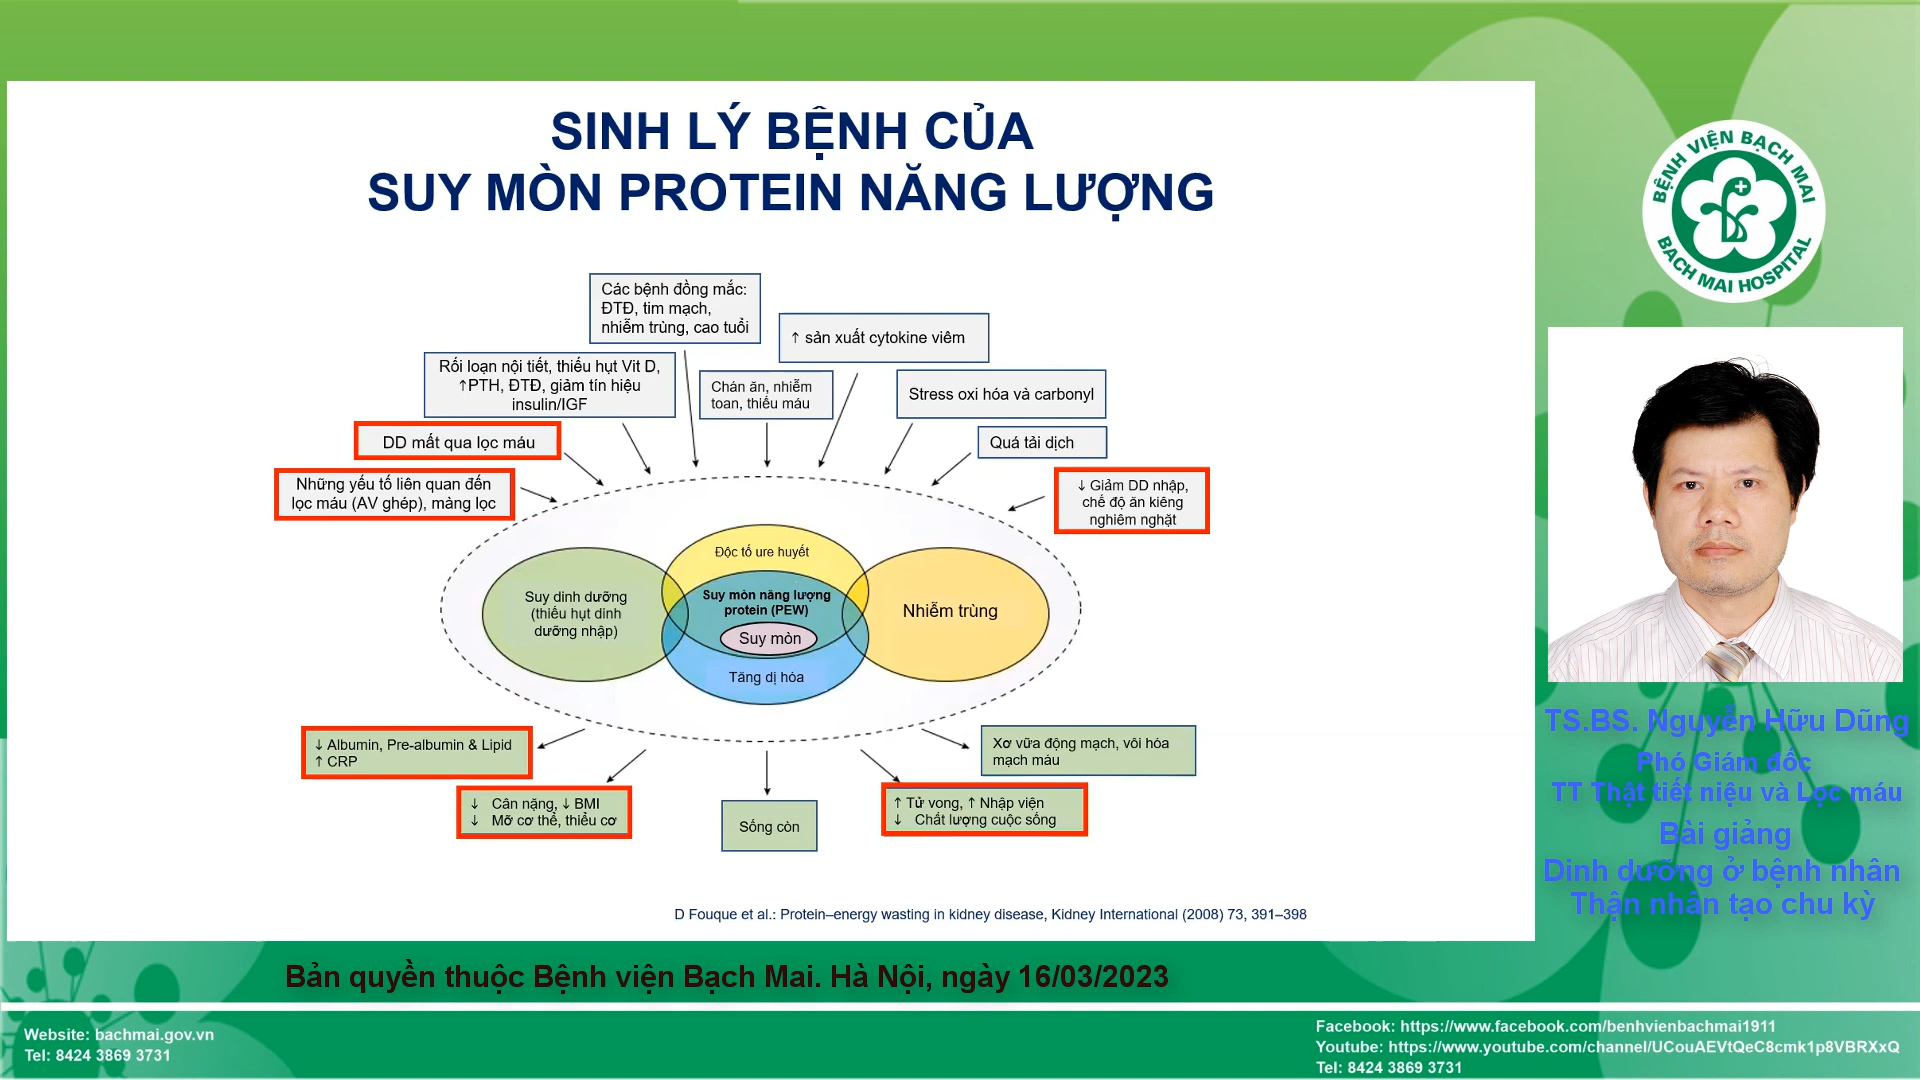 SINH LÝ BỆNH CỦA
SUY MÒN PROTEIN NĂNG LƯỢNG
Các bệnh đồng mắc:
ĐTĐ, tim mạch,
nhiễm trùng, cao tuổi
↑ sản xuất cytokine viêm
Rối loạn nội tiết, thiếu hụt Vit D,
↑PTH, ĐTĐ, giảm tín hiệu
insulin/IGF
Chán ăn, nhiễm
toan, thiếu máu
Stress oxi hóa và carbonyl
DD mất qua lọc máu
Quá tải dịch
Những yếu tố liên quan đến
lọc máu (AV ghép), màng lọc
↓ Giảm DD nhập,
chế độ ăn kiêng
nghiêm nghặt
Độc tố ure huyết
Suy dinh dưỡng
(thiếu hụt dinh
dưỡng nhập)
Suy mòn năng lượng
protein (PEW)
Suy mòn
Nhiễm trùng
Tăng dị hóa
↓ Albumin, Pre-albumin & Lipid
↑ CRP
↓ Cân nặng, ↓ BMI
↓ Mỡ cơ thể, thiểu cơ
Sống còn
↑ Tử vong, ↑ Nhập viện
↓ Chất lượng cuộc sống
Xơ vữa động mạch, vôi hóa
mạch máu
D Fouque et al.: Protein–energy wasting in kidney disease, Kidney International (2008) 73, 391–398
BỆNH VIỆN BẠCH MAI
BACH MAI HOSPITAL
TS.BS. Nguyễn Hữu Dũng
Phó Giám đốc
TT Thật tiết niệu và Lọc máu
Bài giảng
Dinh dưỡng ở bệnh nhân
Thận nhân tạo chu kỳ
Bản quyền thuộc Bệnh viện Bạch Mai. Hà Nội, ngày 16/03/2023
Website: bachmai.gov.vn
Tel: 8424 3869 3731
Facebook: https://www.facebook.com/benhvienbachmai1911
Youtube: https://www.youtube.com/channel/UCouAEVtQeC8cmk1p8VBRXxQ
Tel: 8424 3869 3731